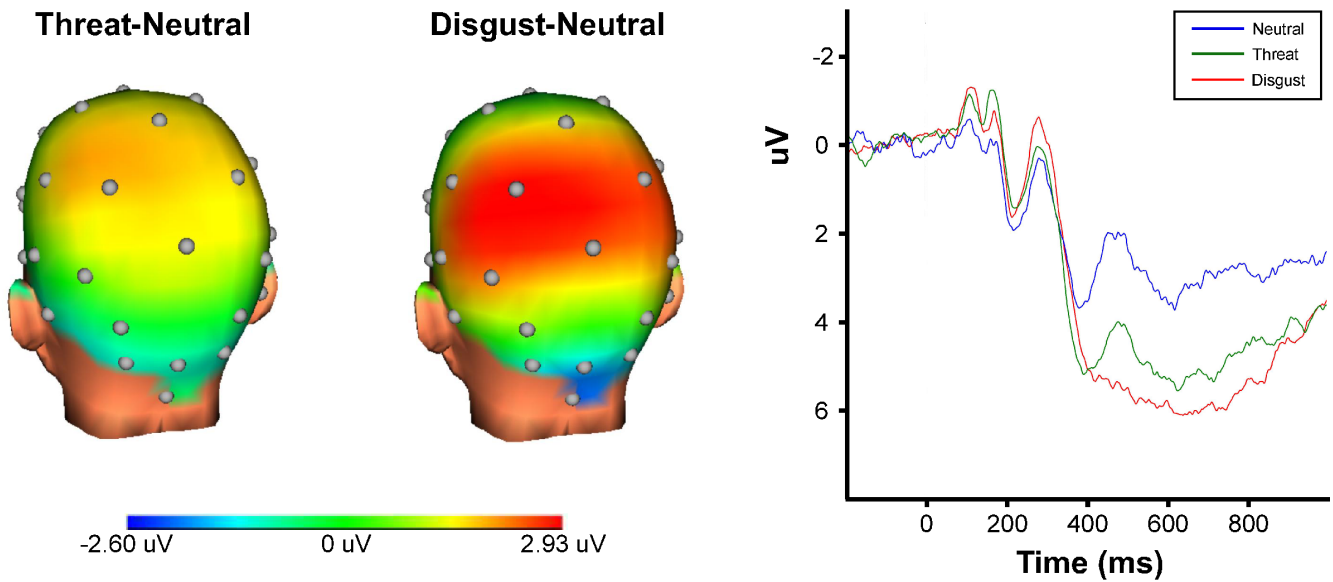 Threat-Neutral
Disgust-Neutral
-2.60 uV
0 uV
2.93 uV
Neutral
Threat
Disgust
uV
-2
0
2
4
6
0
200
400
600
800
Time (ms)